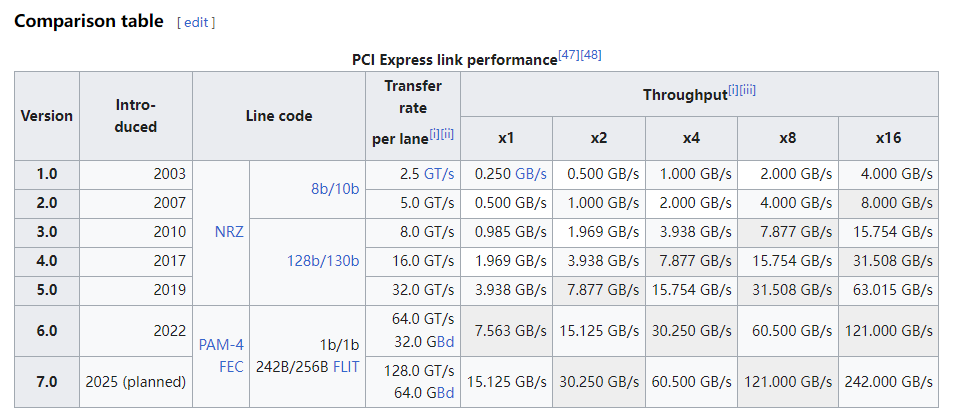 Comparison table [ edit ]
PCI Express link performance[47][48]
Version Intro- duced Line code Transfer rate per lane[i][ii] Throughput[i][iii]
x1 x2 x4 x8 x16
1.0 2003 NRZ 8b/10b 2.5 GT/s 0.250 GB/s 0.500 GB/s 1.000 GB/s 2.000 GB/s 4.000 GB/s
2.0 2007 5.0 GT/s 0.500 GB/s 1.000 GB/s 2.000 GB/s 4.000 GB/s 8.000 GB/s
3.0 2010 128b/130b 8.0 GT/s 0.985 GB/s 1.969 GB/s 3.938 GB/s 7.877 GB/s 15.754 GB/s
4.0 2017 16.0 GT/s 1.969 GB/s 3.938 GB/s 7.877 GB/s 15.754 GB/s 31.508 GB/s
5.0 2019 32.0 GT/s 3.938 GB/s 7.877 GB/s 15.754 GB/s 31.508 GB/s 63.015 GB/s
6.0 2022 PAM-4 FEC 1b/1b 242B/256B FLIT 64.0 GT/s 32.0 GBd 7.563 GB/s 15.125 GB/s 30.250 GB/s 60.500 GB/s 121.000 GB/s
7.0 2025 (planned) 128.0 GT/s 64.0 GBd 15.125 GB/s 30.250 GB/s 60.500 GB/s 121.000 GB/s 242.000 GB/s